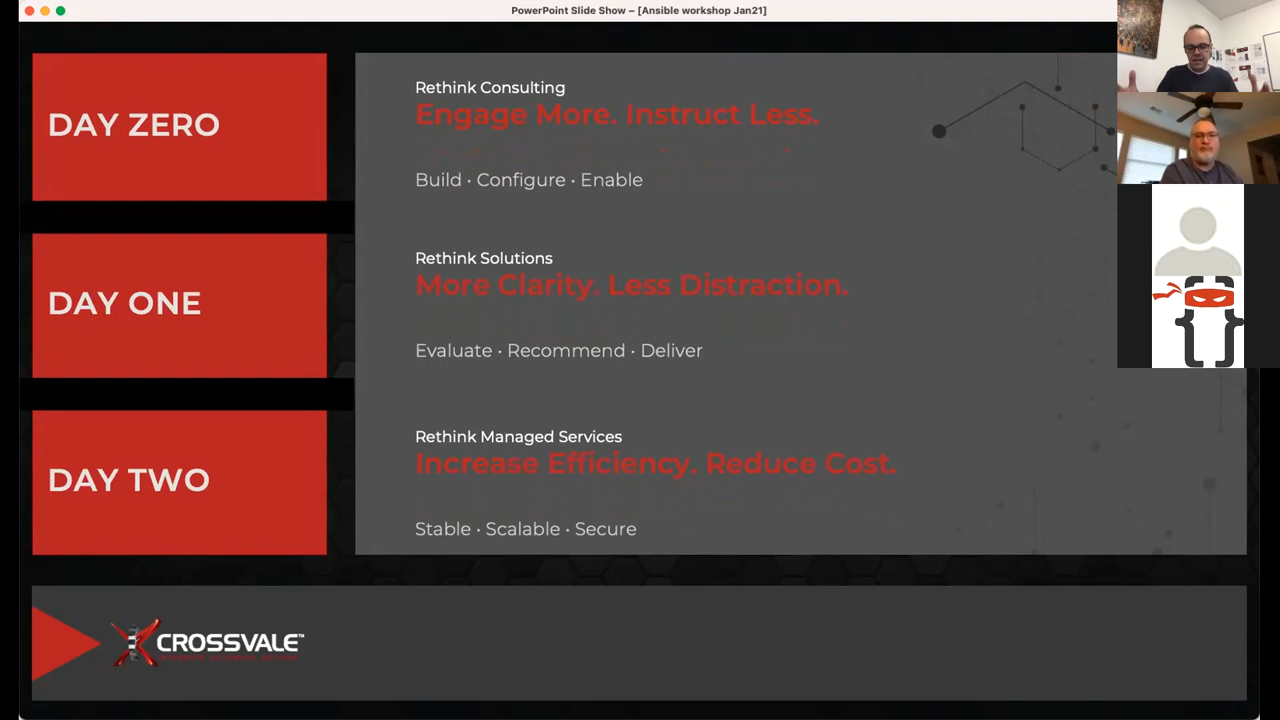 PowerPoint Slide Show – [Ansible workshop Jan21]
DAY ZERO
Rethink Consulting
Engage More. Instruct Less.
Build · Configure · Enable
DAY ONE
Rethink Solutions
More Clarity. Less Distraction.
Evaluate · Recommend · Deliver
DAY TWO
Rethink Managed Services
Increase Efficiency. Reduce Cost.
Stable · Scalable · Secure
CROSSVALE™